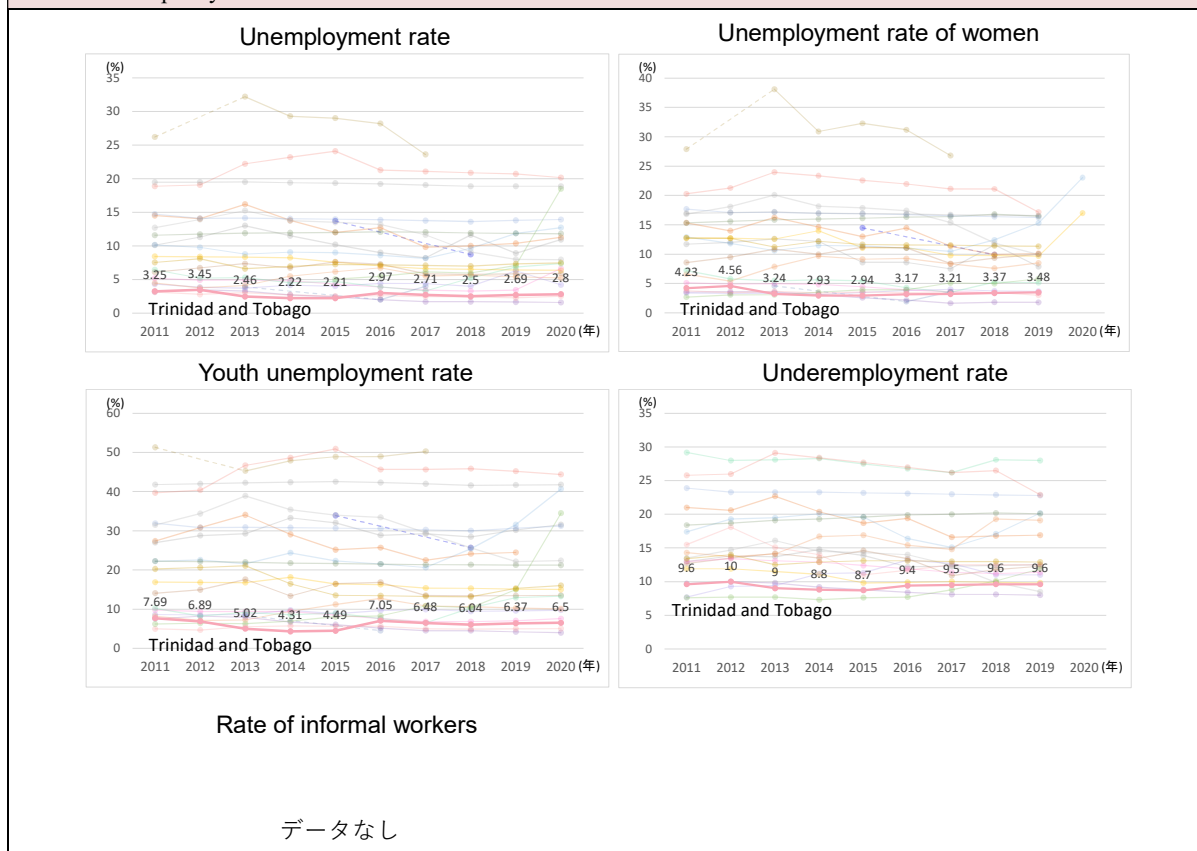 Unemployment rate
Unemployment rate of women
(%)
35
30
25
20
15
10
5
0
3.25 3.45 2.46 2.22 2.21 2.97 2.71 2.5 2.69 2.8
Trinidad and Tobago
2011 2012 2013 2014 2015 2016 2017 2018 2019 2020 (年)
(%)
40
35
30
25
20
15
10
5
0
4.23 4.56 3.24 2.93 2.94 3.17 3.21 3.37 3.48
Trinidad and Tobago
2011 2012 2013 2014 2015 2016 2017 2018 2019 2020 (年)
Youth unemployment rate
Underemployment rate
(%)
60
50
40
30
20
10
0
7.69 6.89 5.02 4.31 4.49 7.05 6.48 6.04 6.37 6.5
Trinidad and Tobago
2011 2012 2013 2014 2015 2016 2017 2018 2019 2020 (年)
(%)
35
30
25
20
15
10
5
0
9.6 10 9 8.8 8.7 9.4 9.5 9.6 9.6
Trinidad and Tobago
2011 2012 2013 2014 2015 2016 2017 2018 2019 2020 (年)
Rate of informal workers
データなし